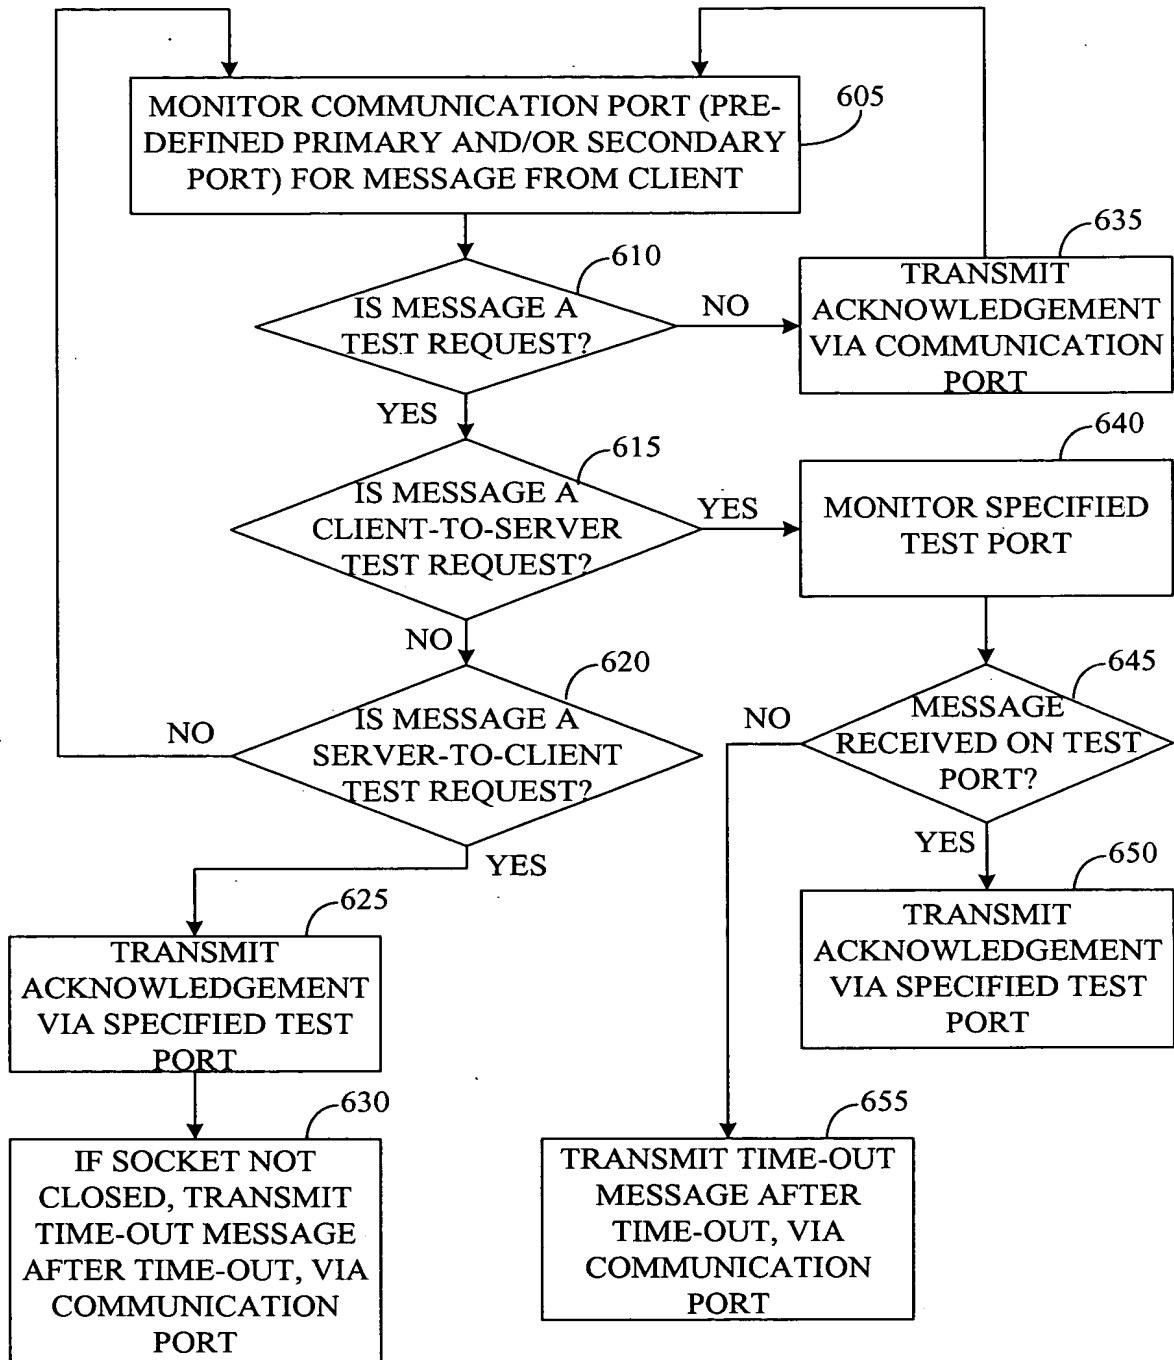 MONITOR COMMUNICATION PORT (PRE-
DEFINED PRIMARY AND/OR SECONDARY
PORT) FOR MESSAGE FROM CLIENT
605
610
IS MESSAGE A
TEST REQUEST?
NO
635
TRANSMIT
ACKNOWLEDGEMENT
VIA COMMUNICATION
PORT
YES
615
IS MESSAGE A
CLIENT-TO-SERVER
TEST REQUEST?
YES
640
MONITOR SPECIFIED
TEST PORT
NO
620
IS MESSAGE A
SERVER-TO-CLIENT
TEST REQUEST?
NO
645
MESSAGE
RECEIVED ON TEST
PORT?
NO
YES
650
TRANSMIT
ACKNOWLEDGEMENT
VIA SPECIFIED TEST
PORT
YES
625
TRANSMIT
ACKNOWLEDGEMENT
VIA SPECIFIED TEST
PORT
630
IF SOCKET NOT
CLOSED, TRANSMIT
TIME-OUT MESSAGE
AFTER TIME-OUT, VIA
COMMUNICATION
PORT
655
TRANSMIT TIME-OUT
MESSAGE AFTER
TIME-OUT, VIA
COMMUNICATION
PORT